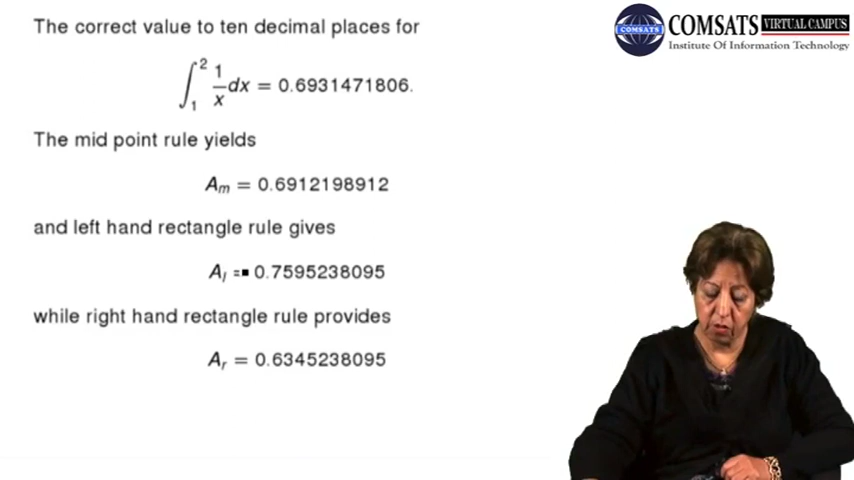 The correct value to ten decimal places for
∫₁² 1/x dx = 0.6931471806.
The mid point rule yields
Aₘ = 0.6912198912
and left hand rectangle rule gives
Aₗ = 0.7595238095
while right hand rectangle rule provides
Aᵣ = 0.6345238095
COMSATS
COMSATS VIRTUAL CAMPUS
Institute Of Information Technology